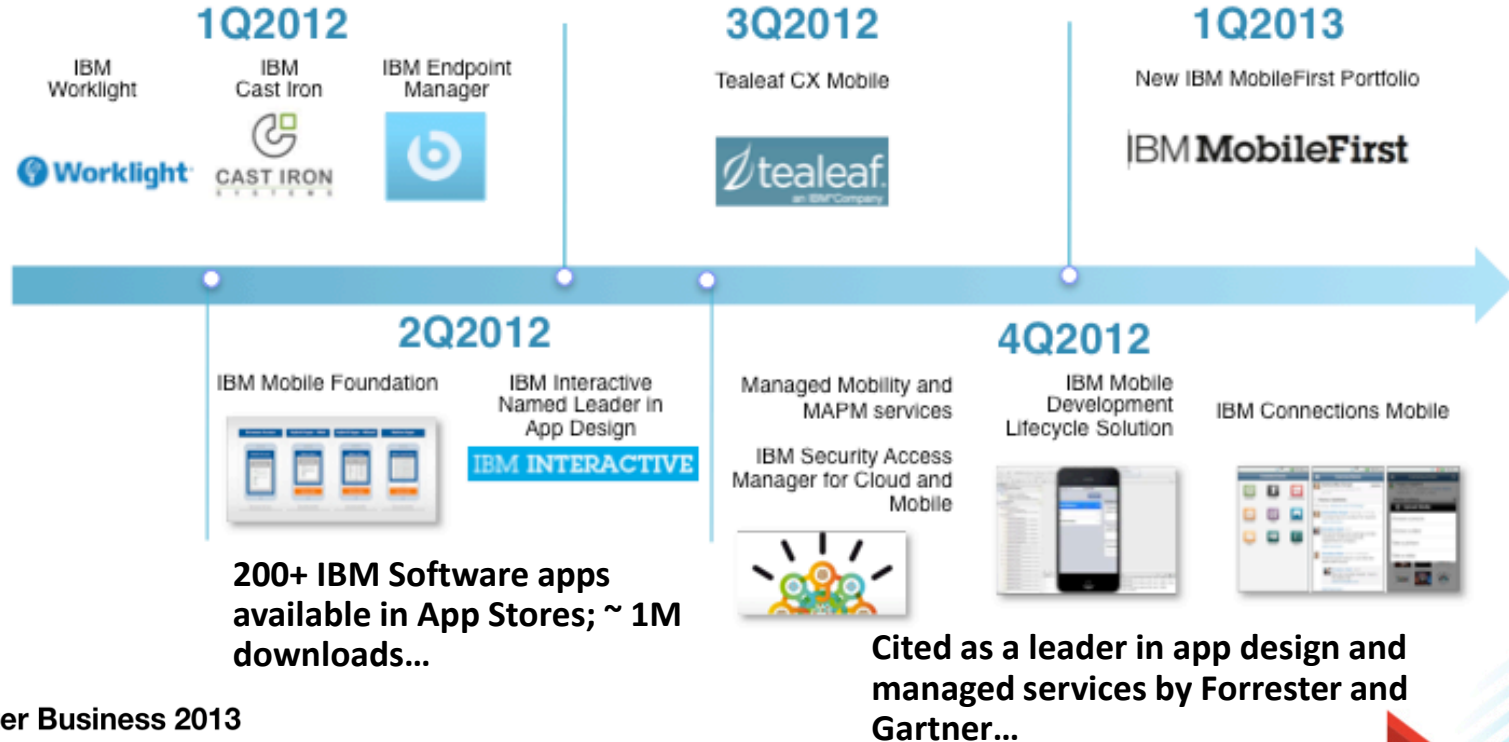 1Q2012
IBM
Worklight
IBM
Cast Iron
IBM Endpoint
Manager
Worklight
CAST IRON
SYSTEMS
3Q2012
Tealeaf CX Mobile
tealeaf
an IBM Company
1Q2013
New IBM MobileFirst Portfolio
IBM MobileFirst
2Q2012
IBM Mobile Foundation
IBM Interactive
Named Leader in
App Design
IBM INTERACTIVE
200+ IBM Software apps
available in App Stores; ~ 1M
downloads…
4Q2012
Managed Mobility and
MAPM services
IBM Security Access
Manager for Cloud and
Mobile
IBM Mobile
Development
Lifecycle Solution
IBM Connections Mobile
Cited as a leader in app design and
managed services by Forrester and
Gartner…
er Business 2013